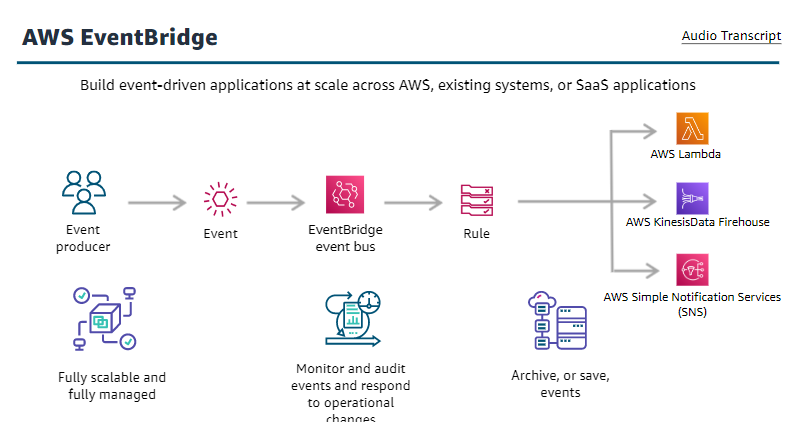 AWS EventBridge
Audio Transcript
Build event-driven applications at scale across AWS, existing systems, or SaaS applications
AWS Lambda
Event
producer
Event
EventBridge
event bus
Rule
AWS KinesisData Firehouse
AWS Simple Notification Services
(SNS)
Fully scalable and
fully managed
Monitor and audit
events and respond
to operational
changes
Archive, or save,
events